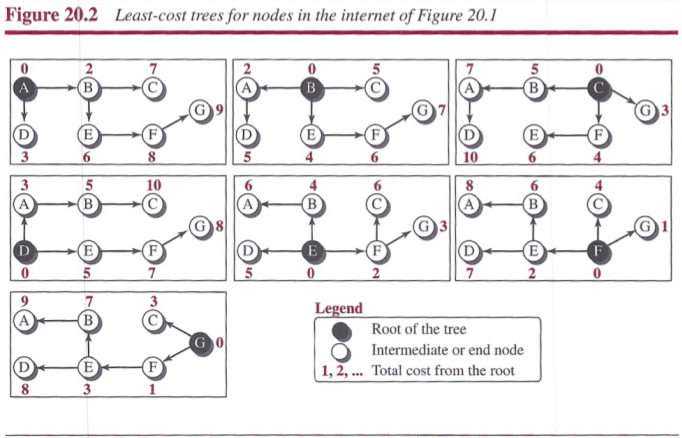 Figure 20.2 Least-cost trees for nodes in the internet of Figure 20.1
0 2 7
A B C
G 9
D E F
3 6 8
2 0 5
A B C
G 7
D E F
5 4 6
7 5 0
A B C
G 3
D E F
10 6 4
3 5 10
A B C
G 8
D E F
0 5 7
6 4 6
A B C
G 3
D E F
5 0 2
8 6 4
A B C
G 1
D E F
7 2 0
9 7 3
A B C
G 0
D E F
8 3 1
Legend
Root of the tree
Intermediate or end node
1, 2, ... Total cost from the root